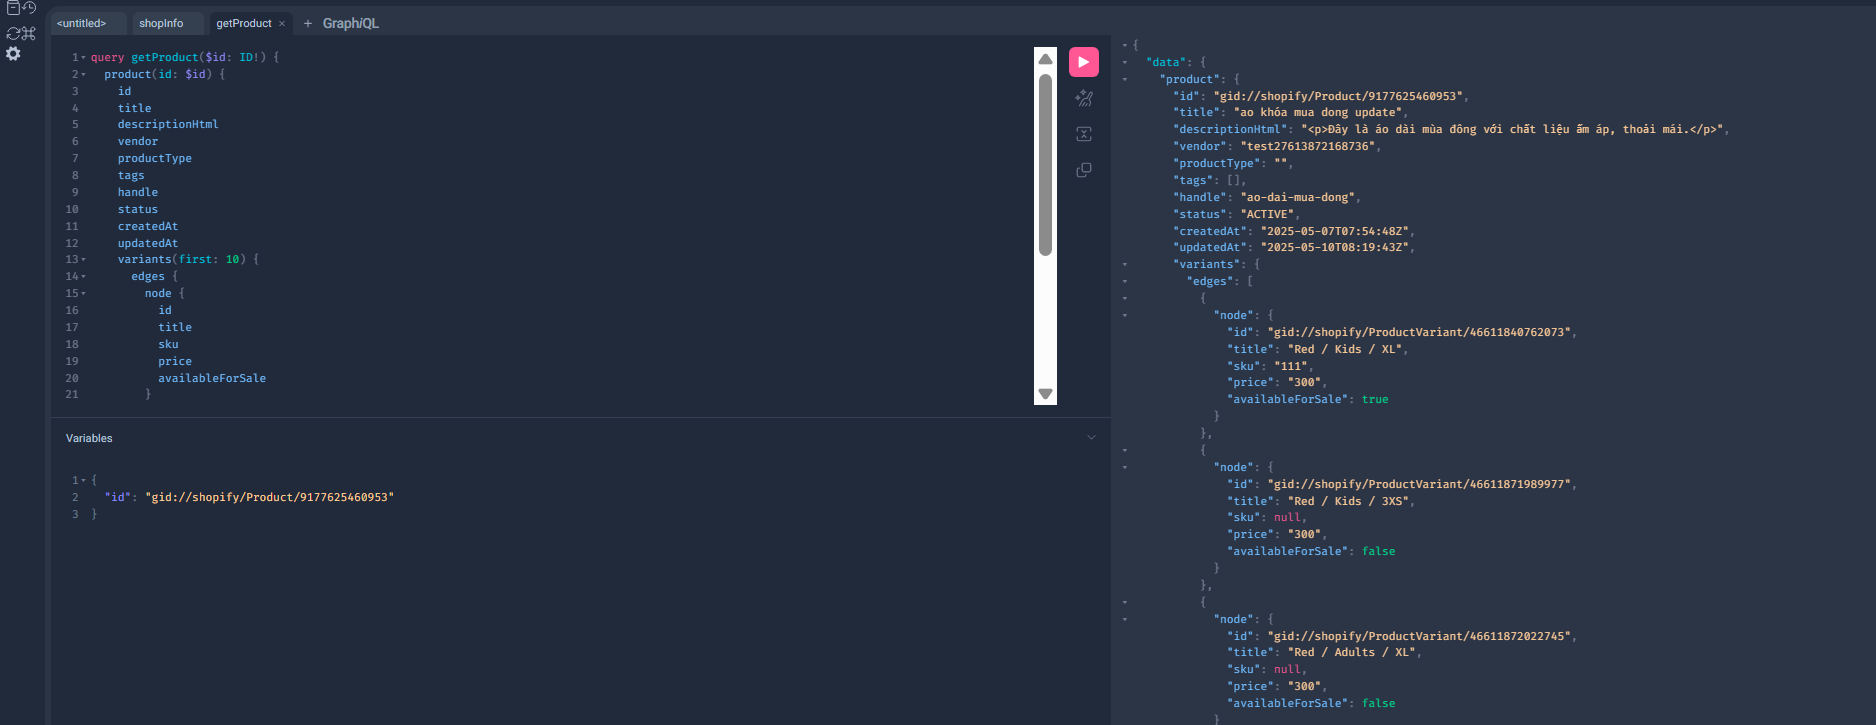 <untitled>
shopInfo
getProduct ×
+ GraphiQL
1 query getProduct($id: ID!) {
2 product(id: $id) {
3 id
4 title
5 descriptionHtml
6 vendor
7 productType
8 tags
9 handle
10 status
11 createdAt
12 updatedAt
13 variants(first: 10) {
14 edges {
15 node {
16 id
17 title
18 sku
19 price
20 availableForSale
21 }
Variables
1 {
2 "id": "gid://shopify/Product/9177625460953"
3 }
{
"data": {
"product": {
"id": "gid://shopify/Product/9177625460953",
"title": "ao khóa mua dong update",
"descriptionHtml": "<p>Đây là áo dài mùa đông với chất liệu ấm áp, thoải mái.</p>",
"vendor": "test27613872168736",
"productType": "",
"tags": [],
"handle": "ao-dai-mua-dong",
"status": "ACTIVE",
"createdAt": "2025-05-07T07:54:48Z",
"updatedAt": "2025-05-10T08:19:43Z",
"variants": {
"edges": [
{
"node": {
"id": "gid://shopify/ProductVariant/46611840762073",
"title": "Red / Kids / XL",
"sku": "111",
"price": "300",
"availableForSale": true
}
},
{
"node": {
"id": "gid://shopify/ProductVariant/46611871989977",
"title": "Red / Kids / 3XS",
"sku": null,
"price": "300",
"availableForSale": false
}
},
{
"node": {
"id": "gid://shopify/ProductVariant/46611872022745",
"title": "Red / Adults / XL",
"sku": null,
"price": "300",
"availableForSale": false
}